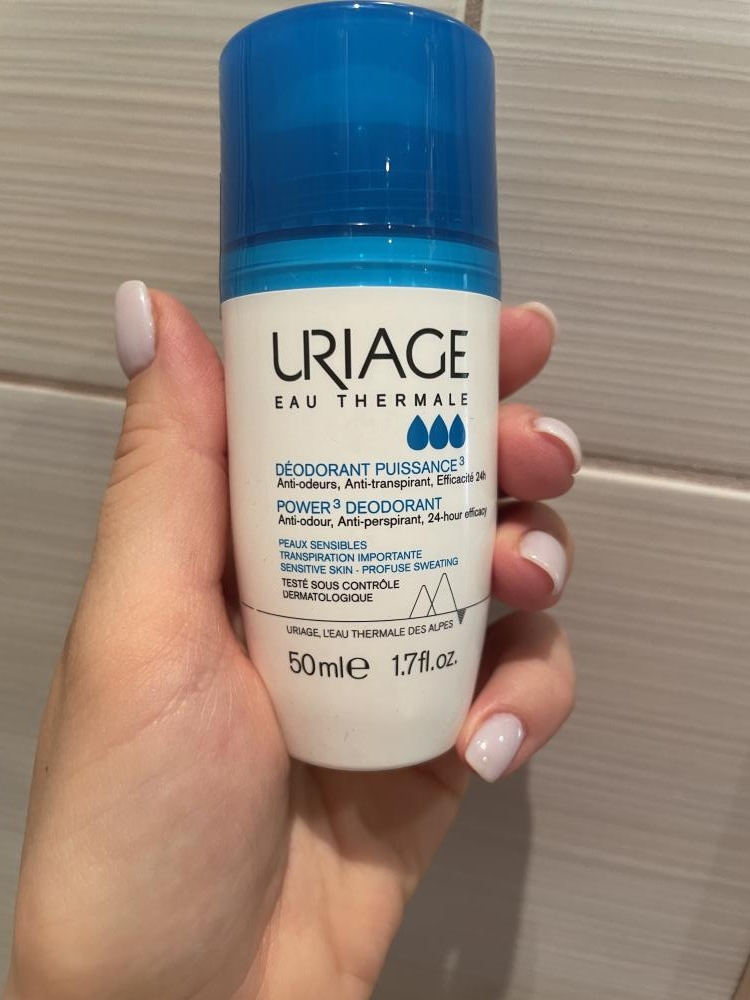 URIAGE
EAU THERMALE
DÉODORANT PUISSANCE³
Anti-odeurs, Anti-transpirant, Efficacité 24h
POWER³ DEODORANT
Anti-odour, Anti-perspirant, 24-hour efficacy
PEAUX SENSIBLES
TRANSPIRATION IMPORTANTE
SENSITIVE SKIN - PROFUSE SWEATING
TESTÉ SOUS CONTRÔLE
DERMATOLOGIQUE
URIAGE, L'EAU THERMALE DES ALPES
50ml℮ 1.7fl.oz.